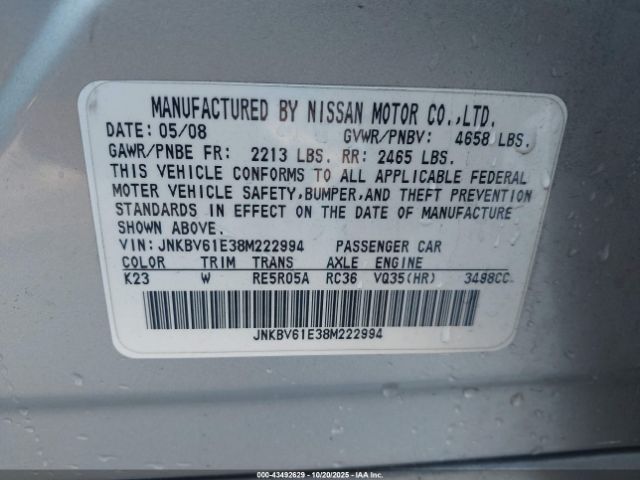 MANUFACTURED BY NISSAN MOTOR CO.,LTD.
DATE: 05/08 GVWR/PNBV: 4658 LBS.
GAWR/PNBE FR: 2213 LBS. RR: 2465 LBS.
THIS VEHICLE CONFORMS TO ALL APPLICABLE FEDERAL
MOTER VEHICLE SAFETY,BUMPER,AND THEFT PREVENTION
STANDARDS IN EFFECT ON THE DATE OF MANUFACTURE
SHOWN ABOVE.
VIN: JNKBV61E38M222994 PASSENGER CAR
COLOR TRIM TRANS AXLE ENGINE
K23 W RE5R05A RC36 VQ35(HR) 3498CC
JNKBV61E38M222994
000 - 43492629 - 10/20/2025 - IAAI COPYRIGHT